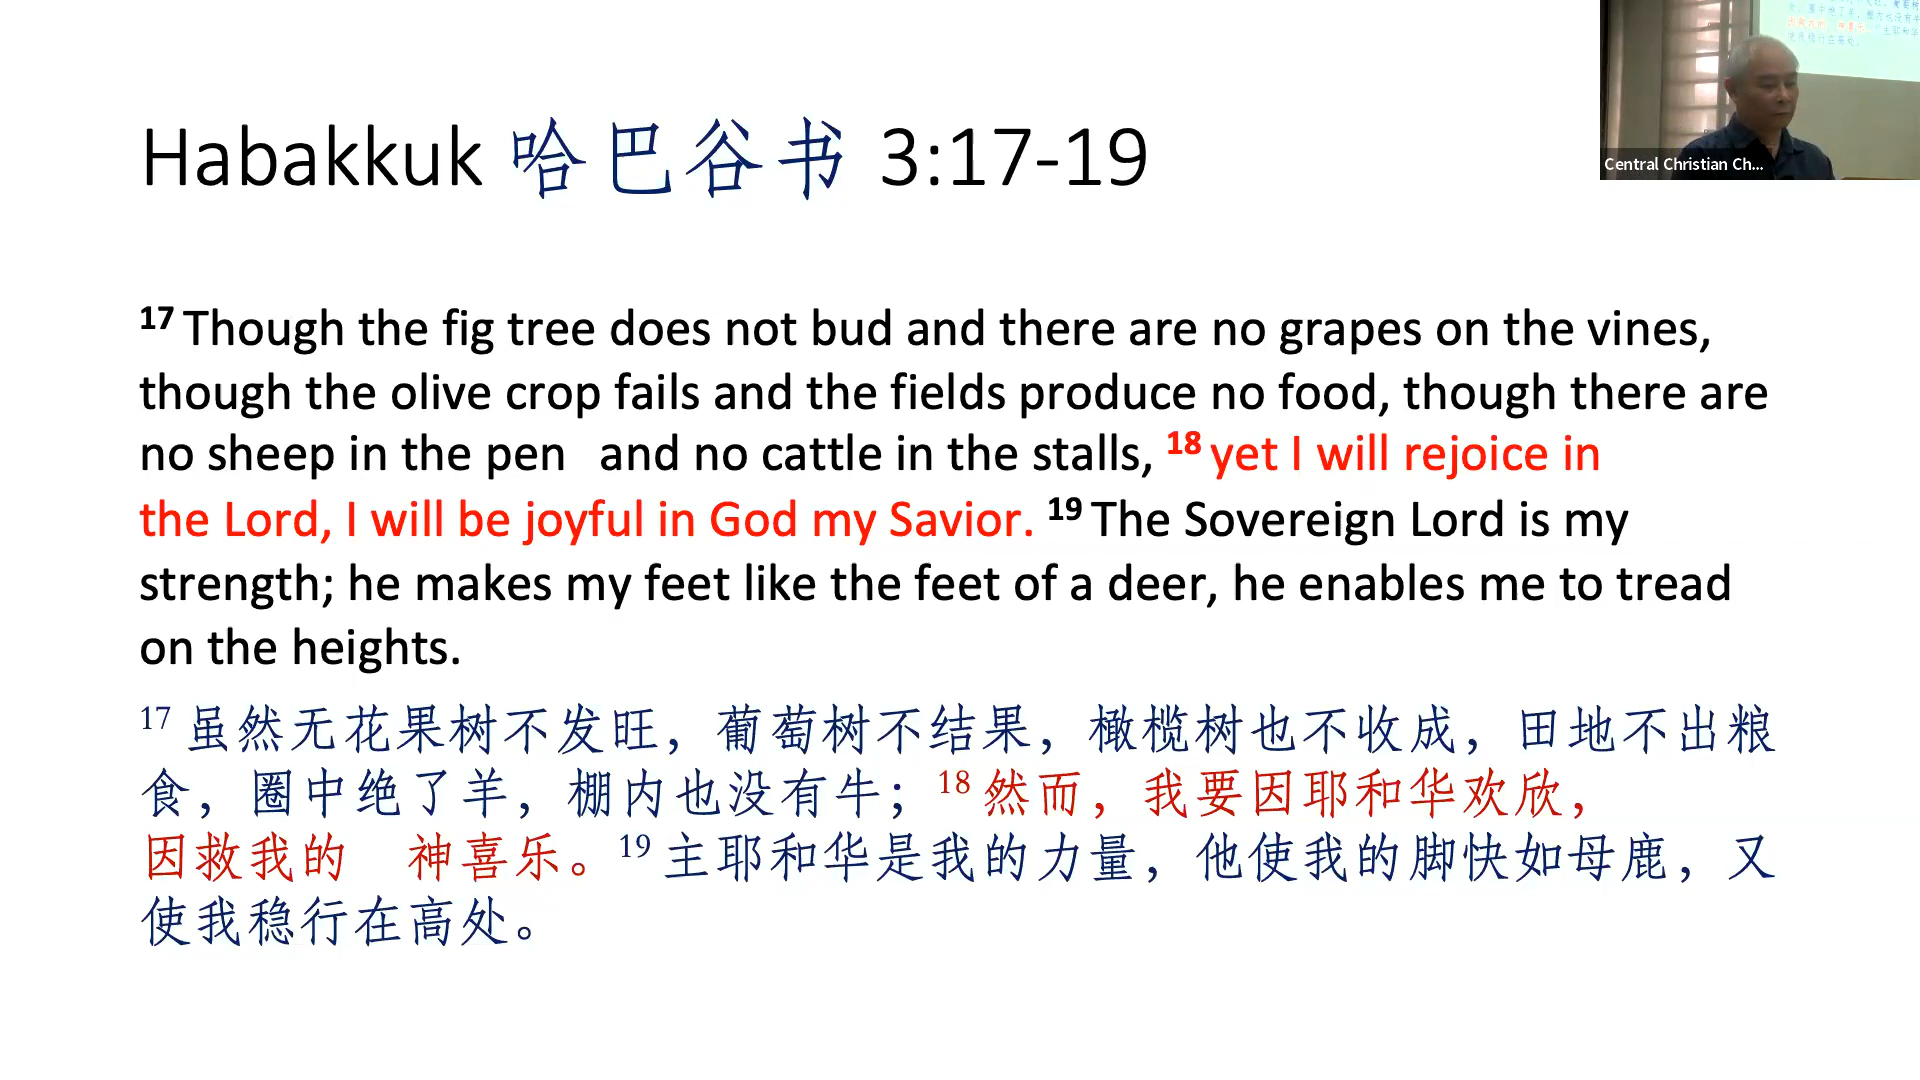 Habakkuk 哈巴谷书 3:17-19
Central Christian Ch...
17 Though the fig tree does not bud and there are no grapes on the vines,
though the olive crop fails and the fields produce no food, though there are
no sheep in the pen and no cattle in the stalls, 18 yet I will rejoice in
the Lord, I will be joyful in God my Savior. 19 The Sovereign Lord is my
strength; he makes my feet like the feet of a deer, he enables me to tread
on the heights.
17 虽然无花果树不发旺，葡萄树不结果，橄榄树也不收成，田地不出粮
食，圈中绝了羊，棚内也没有牛；18 然而，我要因耶和华欢欣，
因救我的　神喜乐。19 主耶和华是我的力量，他使我的脚快如母鹿，又
使我稳行在高处。